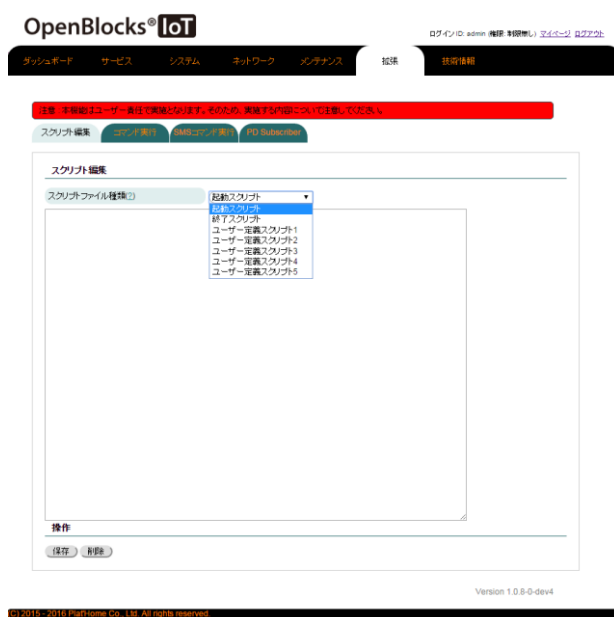 OpenBlocks® IoT
ログインID: admin (権限: 制限無し) マイページ ログアウト
ダッシュボード サービス システム ネットワーク メンテナンス 拡張 技術情報
注意: 本機能はユーザー責任で実施となります。そのため、実施する内容について注意してください。
スクリプト編集 コマンド実行 SMSコマンド実行 PD Subscriber
スクリプト編集
スクリプトファイル種類[?] 起動スクリプト
起動スクリプト
終了スクリプト
ユーザー定義スクリプト1
ユーザー定義スクリプト2
ユーザー定義スクリプト3
ユーザー定義スクリプト4
ユーザー定義スクリプト5
操作
保存 削除
Version 1.0.6-0-dev4
(C) 2015 - 2016 Plat'Home Co., Ltd. All rights reserved.